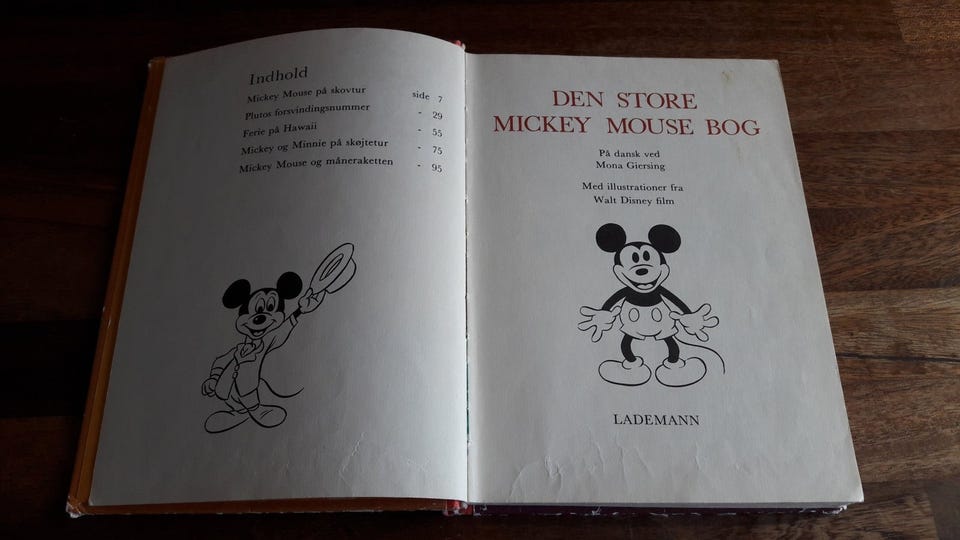 Indhold
Mickey Mouse på skovtur side 7
Plutos forsvindingsnummer - 29
Ferie på Hawaii - 55
Mickey og Minnie på skøjtetur - 75
Mickey Mouse og måneraketten - 95
DEN STORE
MICKEY MOUSE BOG
På dansk ved
Mona Giersing
Med illustrationer fra
Walt Disney film
LADEMANN